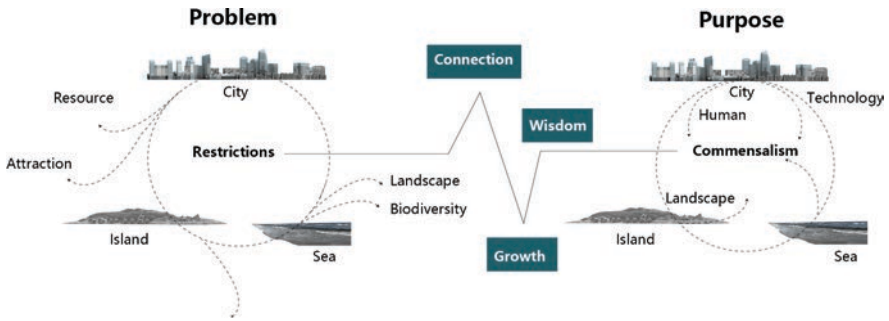 Problem
Purpose
City
Resource
Attraction
Restrictions
Landscape
Biodiversity
Island
Sea
Connection
Wisdom
Growth
City
Technology
Human
Commensalism
Landscape
Island
Sea